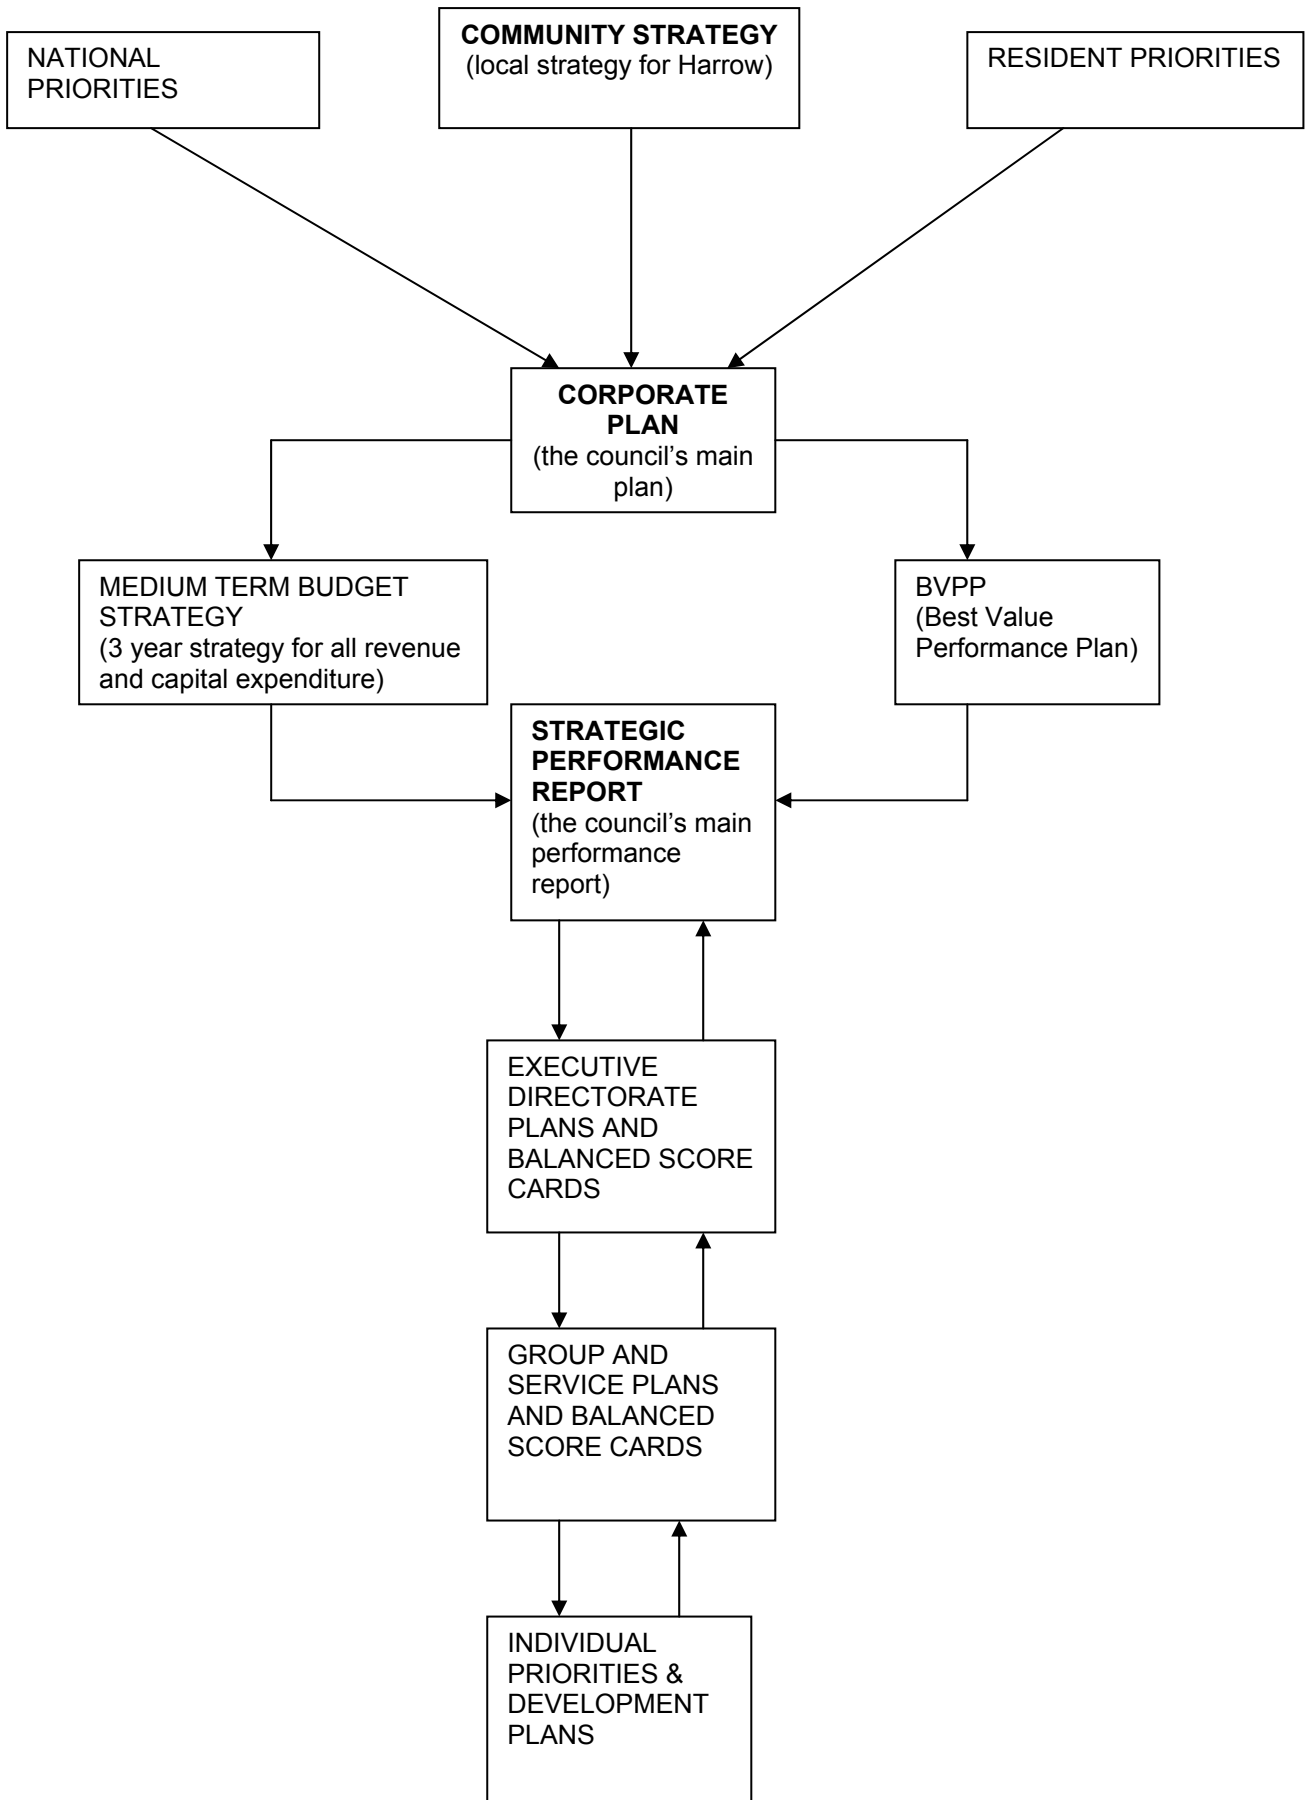 NATIONAL
PRIORITIES
COMMUNITY STRATEGY
(local strategy for Harrow)
RESIDENT PRIORITIES
CORPORATE
PLAN
(the council’s main
plan)
MEDIUM TERM BUDGET
STRATEGY
(3 year strategy for all revenue
and capital expenditure)
BVPP
(Best Value
Performance Plan)
STRATEGIC
PERFORMANCE
REPORT
(the council’s main
performance
report)
EXECUTIVE
DIRECTORATE
PLANS AND
BALANCED SCORE
CARDS
GROUP AND
SERVICE PLANS
AND BALANCED
SCORE CARDS
INDIVIDUAL
PRIORITIES &
DEVELOPMENT
PLANS